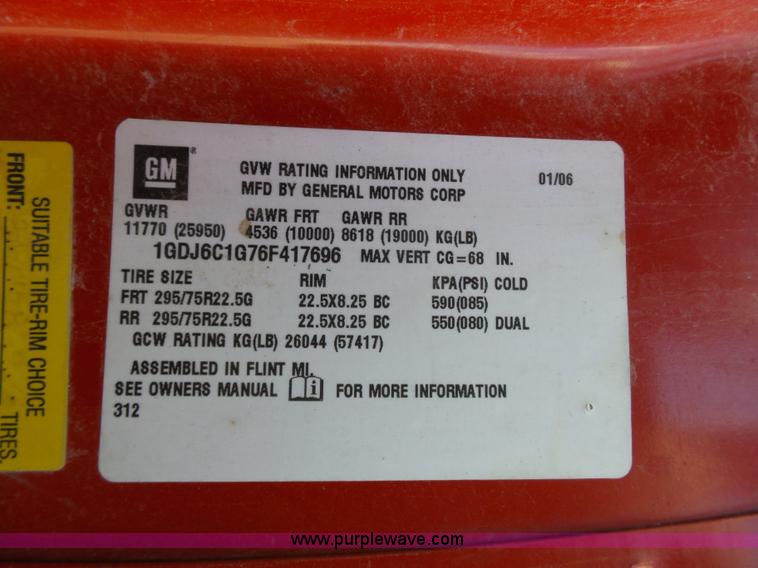 GM
®
GVW RATING INFORMATION ONLY
MFD BY GENERAL MOTORS CORP
01/06
GVWR GAWR FRT GAWR RR
11770 (25950) 4536 (10000) 8618 (19000) KG(LB)
1GDJ6C1G76F417696 MAX VERT CG=68 IN.
TIRE SIZE RIM KPA(PSI) COLD
FRT 295/75R22.5G 22.5X8.25 BC 590(085)
RR 295/75R22.5G 22.5X8.25 BC 550(080) DUAL
GCW RATING KG(LB) 26044 (57417)
ASSEMBLED IN FLINT MI.
SEE OWNERS MANUAL i FOR MORE INFORMATION
312
SUITABLE TIRE-RIM CHOICE
FRONT:
TIRES.
www.purplewave.com